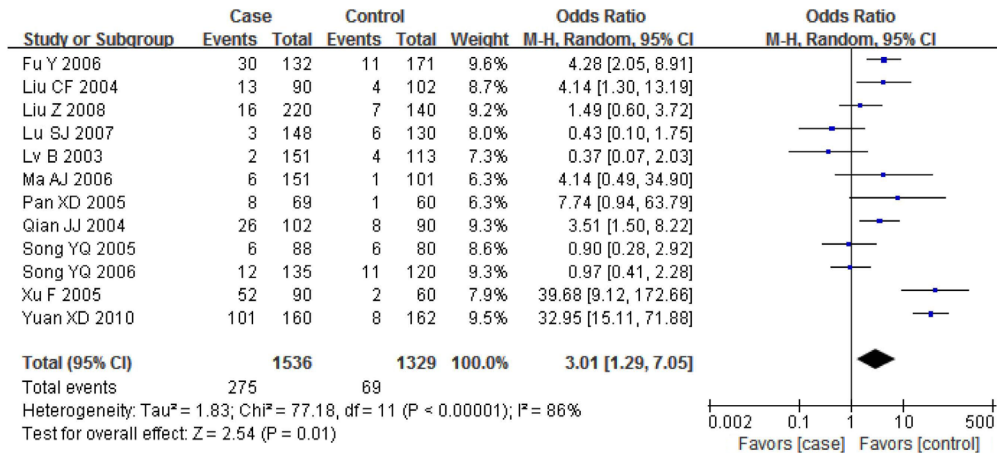 Case Control Odds Ratio Odds Ratio
Study or Subgroup Events Total Events Total Weight M-H, Random, 95% CI M-H, Random, 95% CI
Fu Y 2006 30 132 11 171 9.6% 4.28 [2.05, 8.91]
Liu CF 2004 13 90 4 102 8.7% 4.14 [1.30, 13.19]
Liu Z 2008 16 220 7 140 9.2% 1.49 [0.60, 3.72]
Lu SJ 2007 3 148 6 130 8.0% 0.43 [0.10, 1.75]
Lv B 2003 2 151 4 113 7.3% 0.37 [0.07, 2.03]
Ma AJ 2006 6 151 1 101 6.3% 4.14 [0.49, 34.90]
Pan XD 2005 8 69 1 60 6.3% 7.74 [0.94, 63.79]
Qian JJ 2004 26 102 8 90 9.4% 3.51 [1.50, 8.22]
Song YQ 2005 6 88 6 80 8.6% 0.90 [0.28, 2.92]
Song YQ 2006 12 135 11 120 9.3% 0.97 [0.41, 2.28]
Xu F 2005 52 90 2 60 7.9% 39.68 [9.12, 172.66]
Yuan XD 2010 101 160 8 162 9.5% 32.95 [15.11, 71.88]
Total (95% CI) 1536 1329 100.0% 3.01 [1.29, 7.05]
Total events 275 69
Heterogeneity: Tau² = 1.83; Chi² = 77.18, df = 11 (P < 0.00001); I² = 86%
Test for overall effect: Z = 2.54 (P = 0.01)
0.002 0.1 1 10 500
Favors [case] Favors [control]